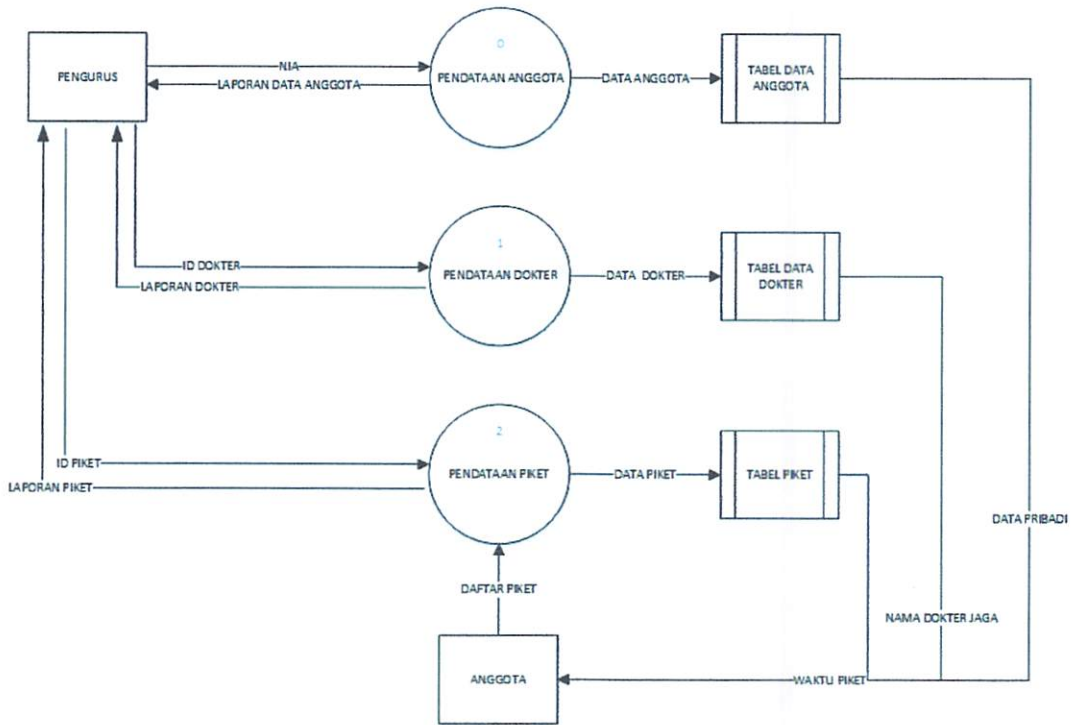 0
PENGURUS
NIA
LAPORAN DATA ANGGOTA
PENDATAAN ANGGOTA
DATA ANGGOTA
TABEL DATA
ANGGOTA
1
ID DOKTER
LAPORAN DOKTER
PENDATAAN DOKTER
DATA DOKTER
TABEL DATA
DOKTER
2
ID PIKET
LAPORAN PIKET
PENDATAAN PIKET
DATA PIKET
TABEL PIKET
DATA PRIBADI
DAFTAR PIKET
NAMA DOKTER JAGA
ANGGOTA
WAKTU PIKET